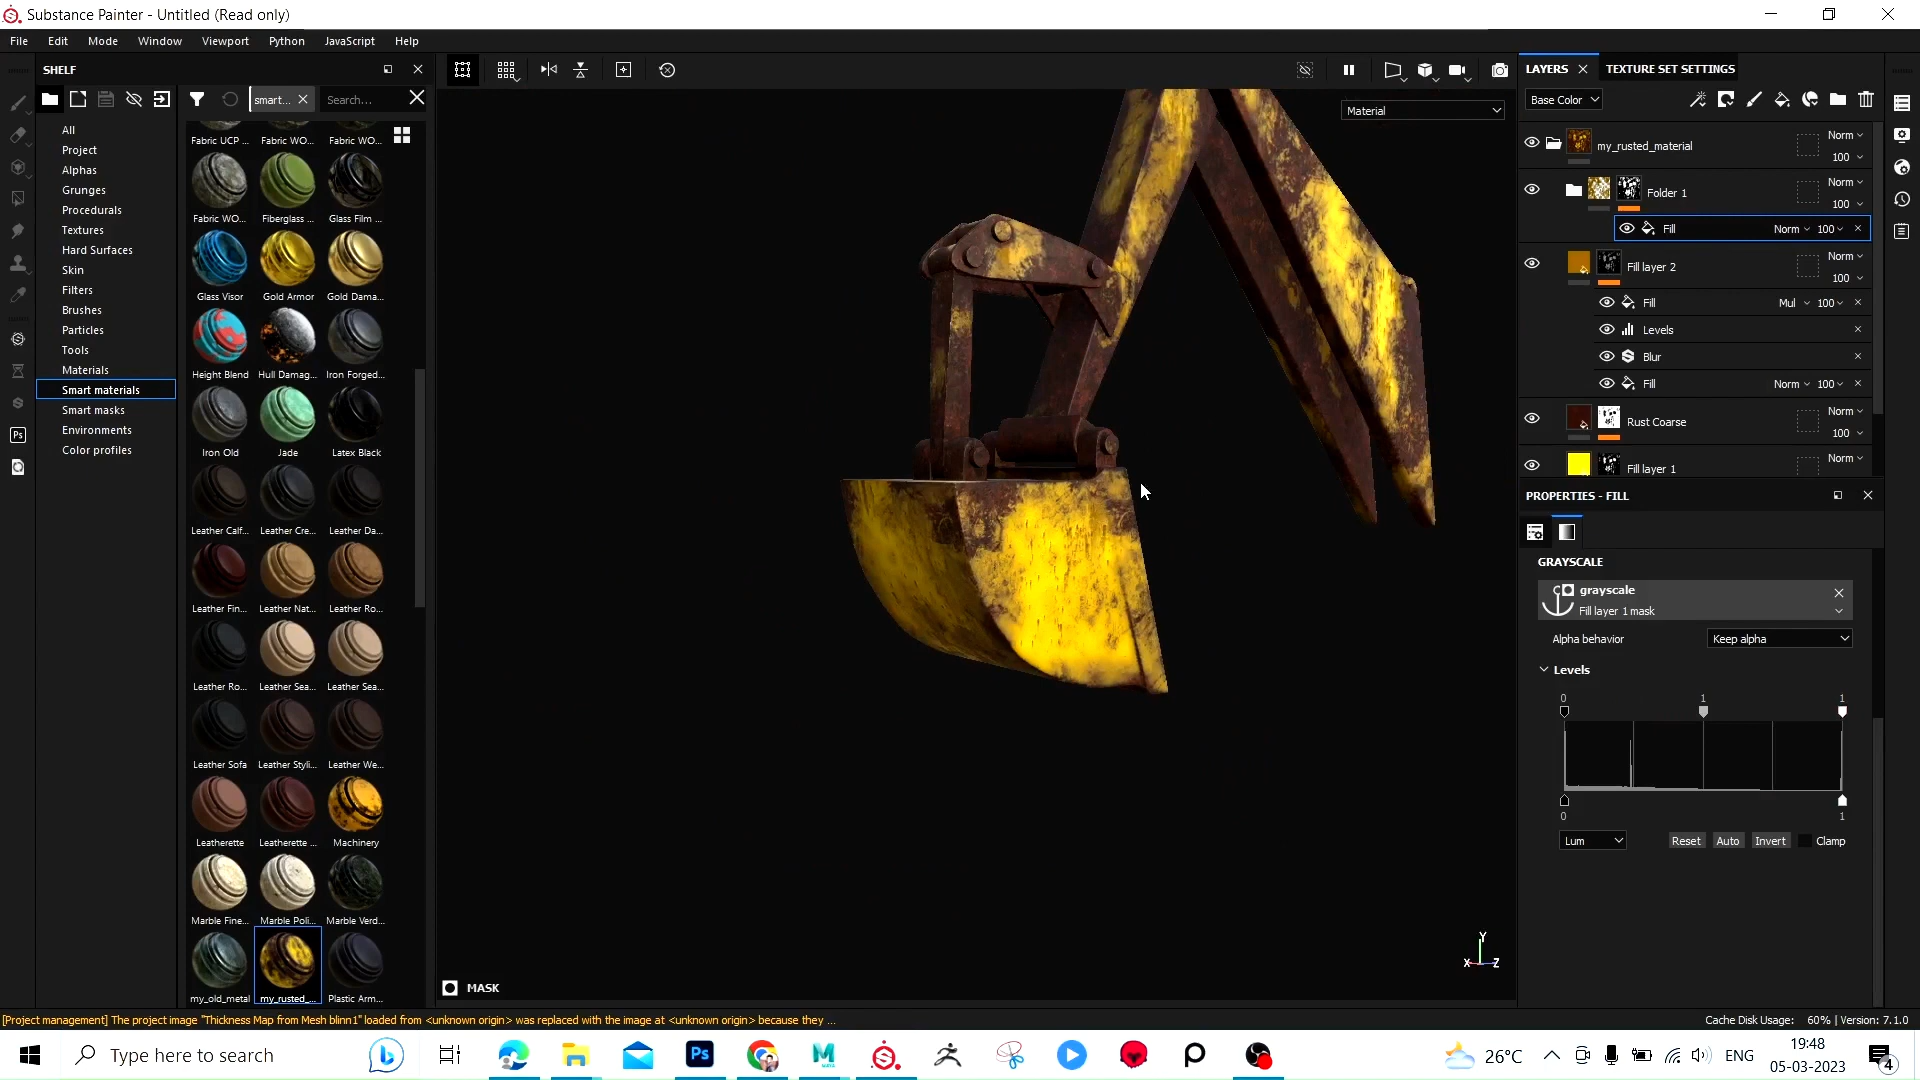 Substance Painter - Untitled (Read only)
File Edit Mode Window Viewport Python JavaScript Help
SHELF
smart...
Search...
All
Project
Alphas
Grunges
Procedurals
Textures
Hard Surfaces
Skin
Filters
Brushes
Particles
Tools
Materials
Smart materials
Smart masks
Environments
Color profiles
Fabric UCP ... Fabric WO... Fabric WO...
Fabric WO... Fiberglass ... Glass Film ...
Glass Visor Gold Armor Gold Dama...
Height Blend Hull Damag... Iron Forged...
Iron Old Jade Latex Black
Leather Calf... Leather Cre... Leather Da...
Leather Fin... Leather Nat... Leather Ro...
Leather Ro... Leather Sea... Leather Sea...
Leather Sofa Leather Styli... Leather We...
Leatherette Leatherette ... Machinery
Marble Fine... Marble Poli... Marble Verd...
my_old_metal my_rusted_... Plastic Arm...
Material
Y
X Z
MASK
LAYERS TEXTURE SET SETTINGS
Base Color
my_rusted_material Norm
100
Folder 1 Norm
100
Fill Norm 100
Fill layer 2 Norm
100
Fill Mul 100
Levels
Blur
Fill Norm 100
Rust Coarse Norm
100
Fill layer 1 Norm
PROPERTIES - FILL
GRAYSCALE
grayscale
Fill layer 1 mask
Alpha behavior Keep alpha
Levels
0 1 1
0 1
Lum Reset Auto Invert Clamp
[Project management] The project image "Thickness Map from Mesh blinn1" loaded from <unknown origin> was replaced with the image at <unknown origin> because they ...
Cache Disk Usage: 60% | Version: 7.1.0
Type here to search
Ps
26°C
ENG
19:48
05-03-2023
4